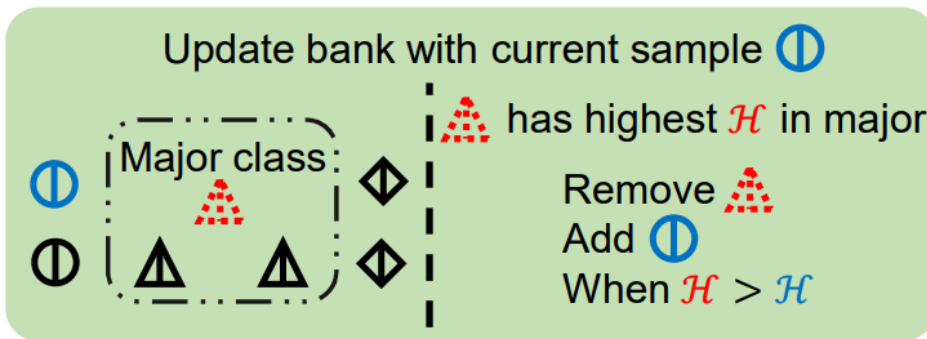 Update bank with current sample
Major class
has highest ℋ in major
Remove
Add
When ℋ > ℋ